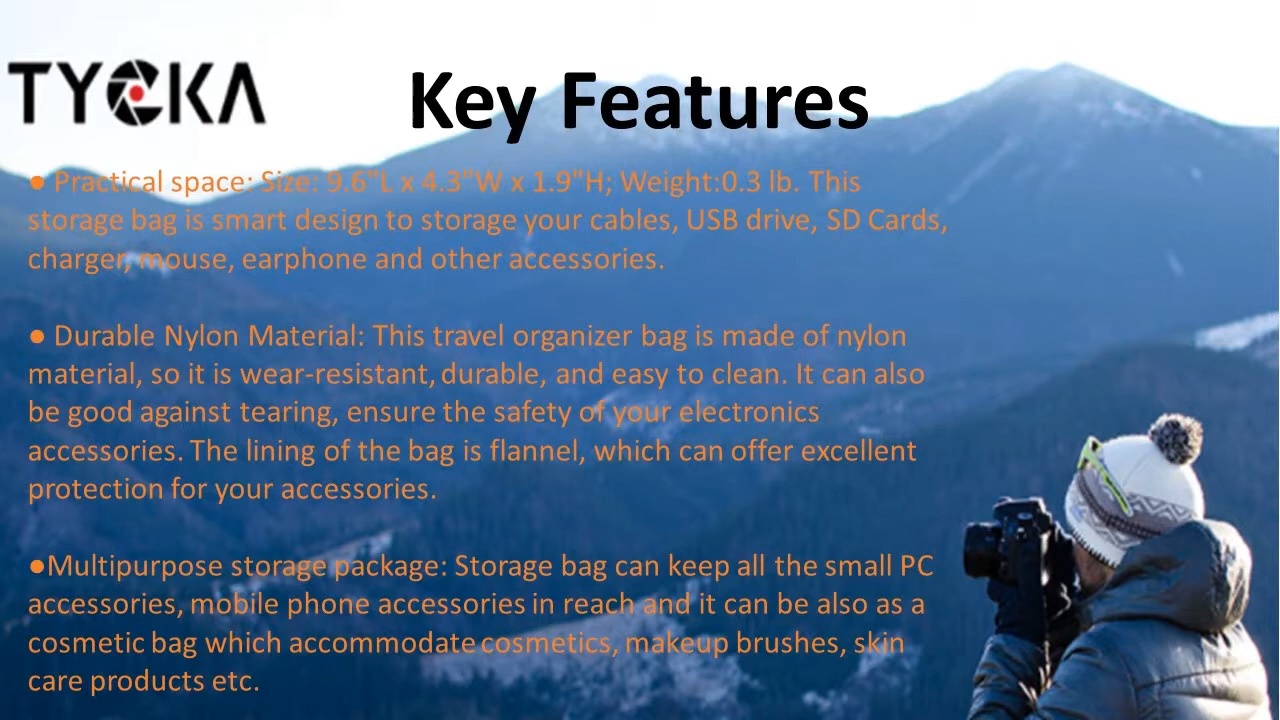 TYCKA
Key Features
● Practical space: Size: 9.6"L x 4.3"W x 1.9"H; Weight:0.3 lb. This
storage bag is smart design to storage your cables, USB drive, SD Cards,
charger, mouse, earphone and other accessories.
● Durable Nylon Material: This travel organizer bag is made of nylon
material, so it is wear-resistant, durable, and easy to clean. It can also
be good against tearing, ensure the safety of your electronics
accessories. The lining of the bag is flannel, which can offer excellent
protection for your accessories.
●Multipurpose storage package: Storage bag can keep all the small PC
accessories, mobile phone accessories in reach and it can be also as a
cosmetic bag which accommodate cosmetics, makeup brushes, skin
care products etc.